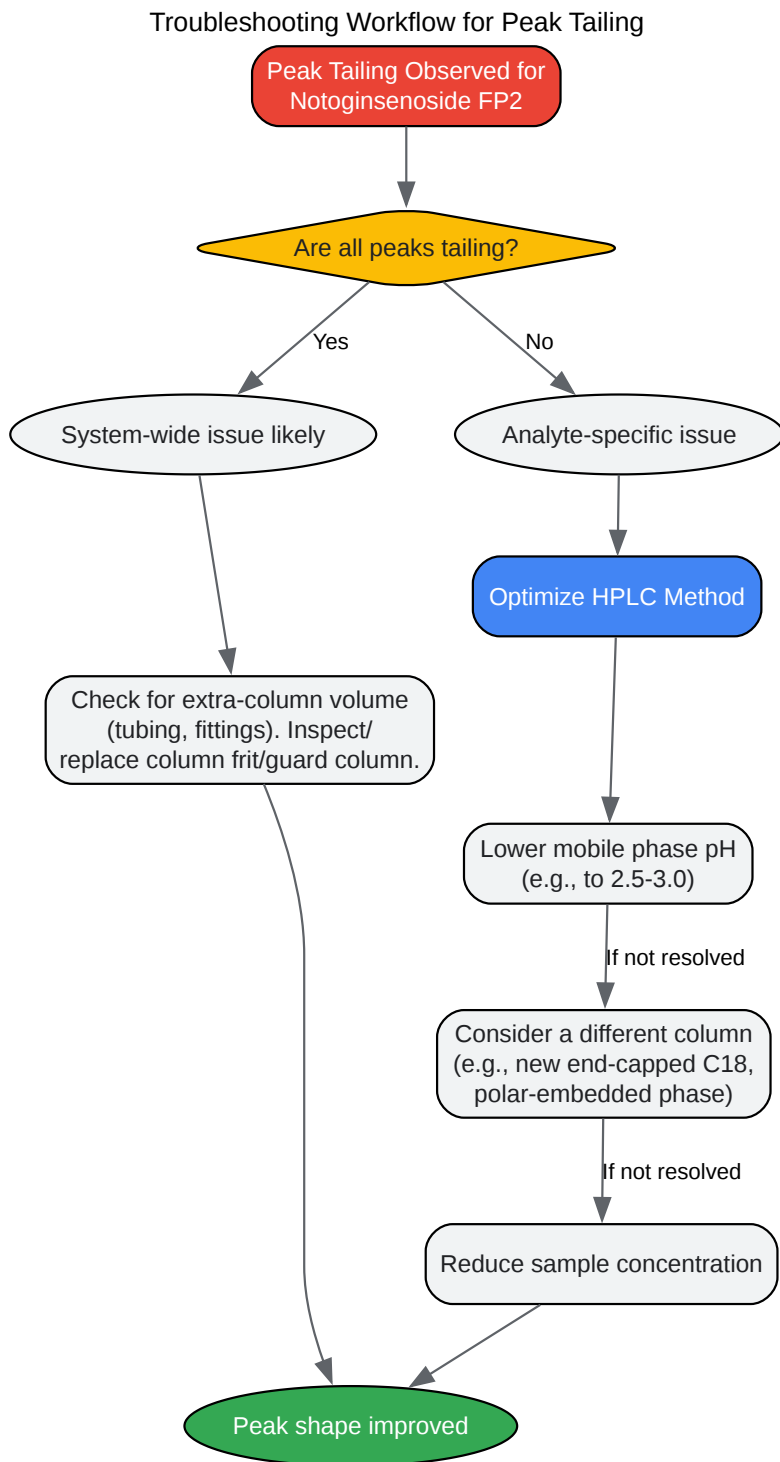 Troubleshooting Workflow for Peak Tailing
Peak Tailing Observed for
Notoginsenoside FP2
Are all peaks tailing?
Yes
No
System-wide issue likely
Analyte-specific issue
Optimize HPLC Method
Check for extra-column volume
(tubing, fittings). Inspect/
replace column frit/guard column.
Lower mobile phase pH
(e.g., to 2.5-3.0)
If not resolved
Consider a different column
(e.g., new end-capped C18,
polar-embedded phase)
If not resolved
Reduce sample concentration
Peak shape improved